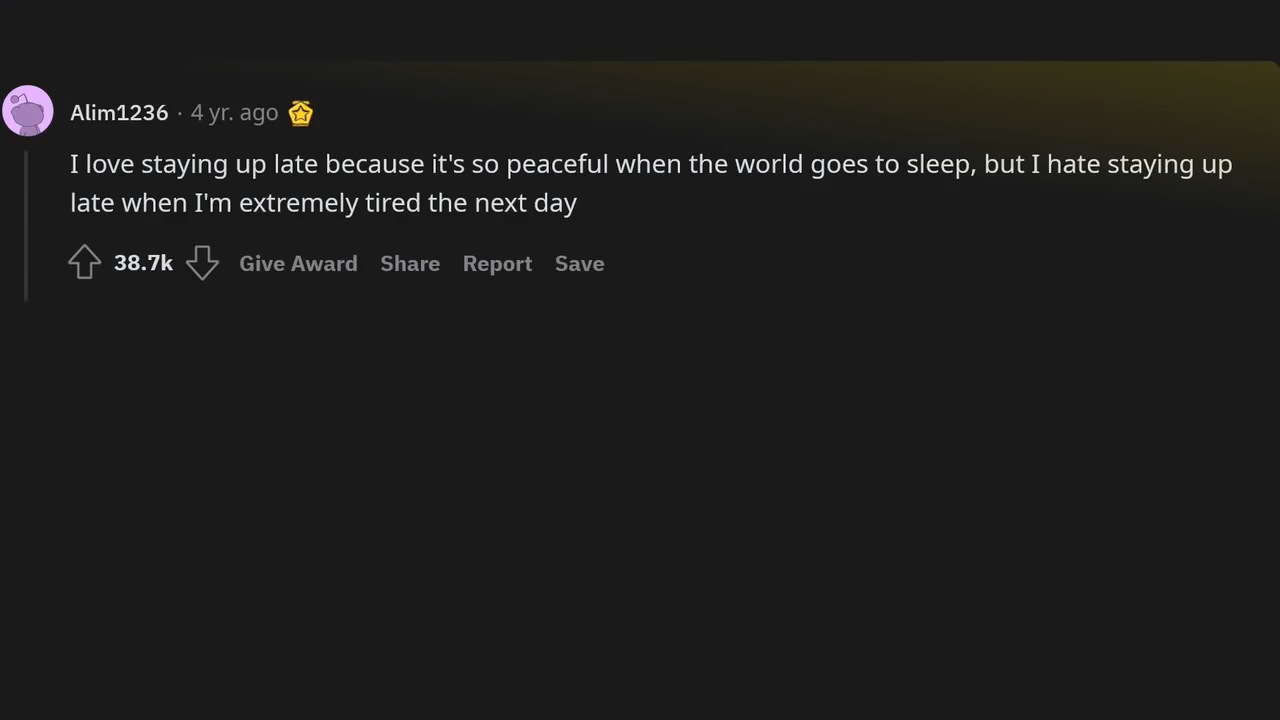 Alim1236 · 4 yr. ago
I love staying up late because it's so peaceful when the world goes to sleep, but I hate staying up
late when I'm extremely tired the next day
38.7k Give Award Share Report Save